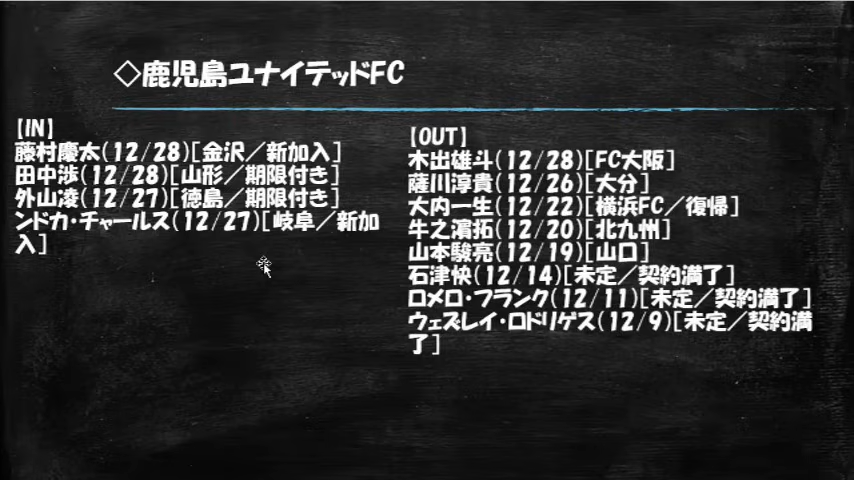 ◇鹿児島ユナイテッドFC
【IN】
藤村慶太(12/28)[金沢／新加入]
田中渉(12/28)[山形／期限付き]
外山凌(12/27)[徳島／期限付き]
ンドカ・チャールス(12/27)[岐阜／新加
入]
【OUT】
木出雄斗(12/28)[FC大阪]
薩川淳貴(12/26)[大分]
大内一生(12/22)[横浜FC／復帰]
牛之濵拓(12/20)[北九州]
山本駿亮(12/19)[山口]
石津快(12/14)[未定／契約満了]
ロメロ・フランク(12/11)[未定／契約満了]
ウェズレイ・ロドリゲス(12/9)[未定／契約満
了]